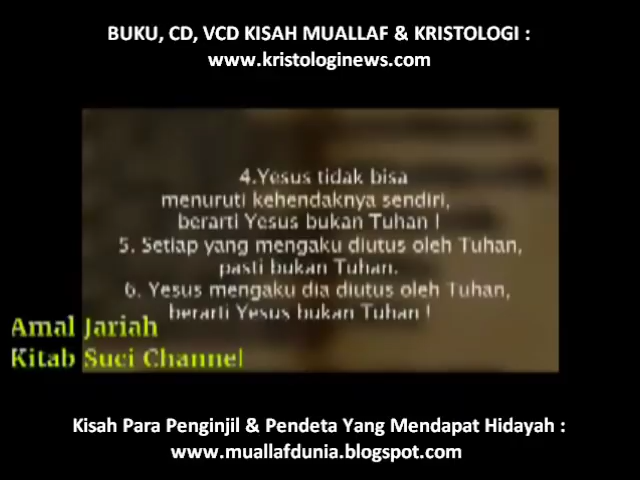 BUKU, CD, VCD KISAH MUALLAF & KRISTOLOGI :
www.kristologinews.com
4.Yesus tidak bisa
menuruti kehendaknya sendiri,
berarti Yesus bukan Tuhan !
5. Setiap yang mengaku diutus oleh Tuhan,
pasti bukan Tuhan.
6. Yesus mengaku dia diutus oleh Tuhan,
berarti Yesus bukan Tuhan !
Amal Jariah
Kitab Suci Channel
Kisah Para Penginjil & Pendeta Yang Mendapat Hidayah :
www.muallafdunia.blogspot.com